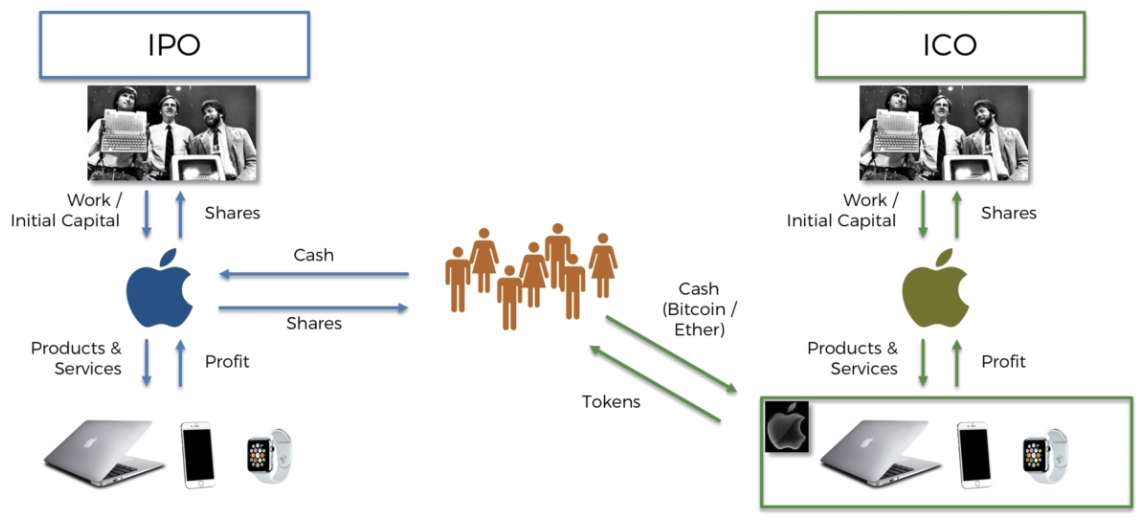 IPO
Work /
Initial Capital
Shares
Cash
Shares
Products &
Services
Profit
Cash
(Bitcoin /
Ether)
Tokens
ICO
Work /
Initial Capital
Shares
Products &
Services
Profit